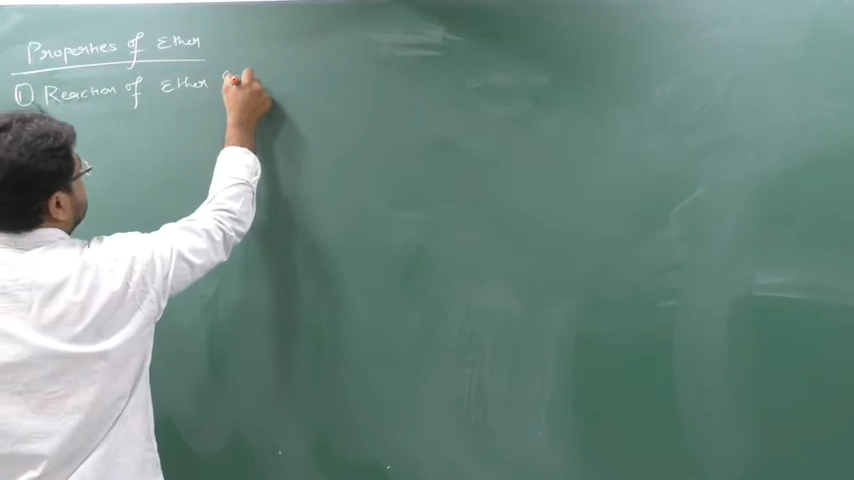 Properties of Ether
① Reaction of Ether